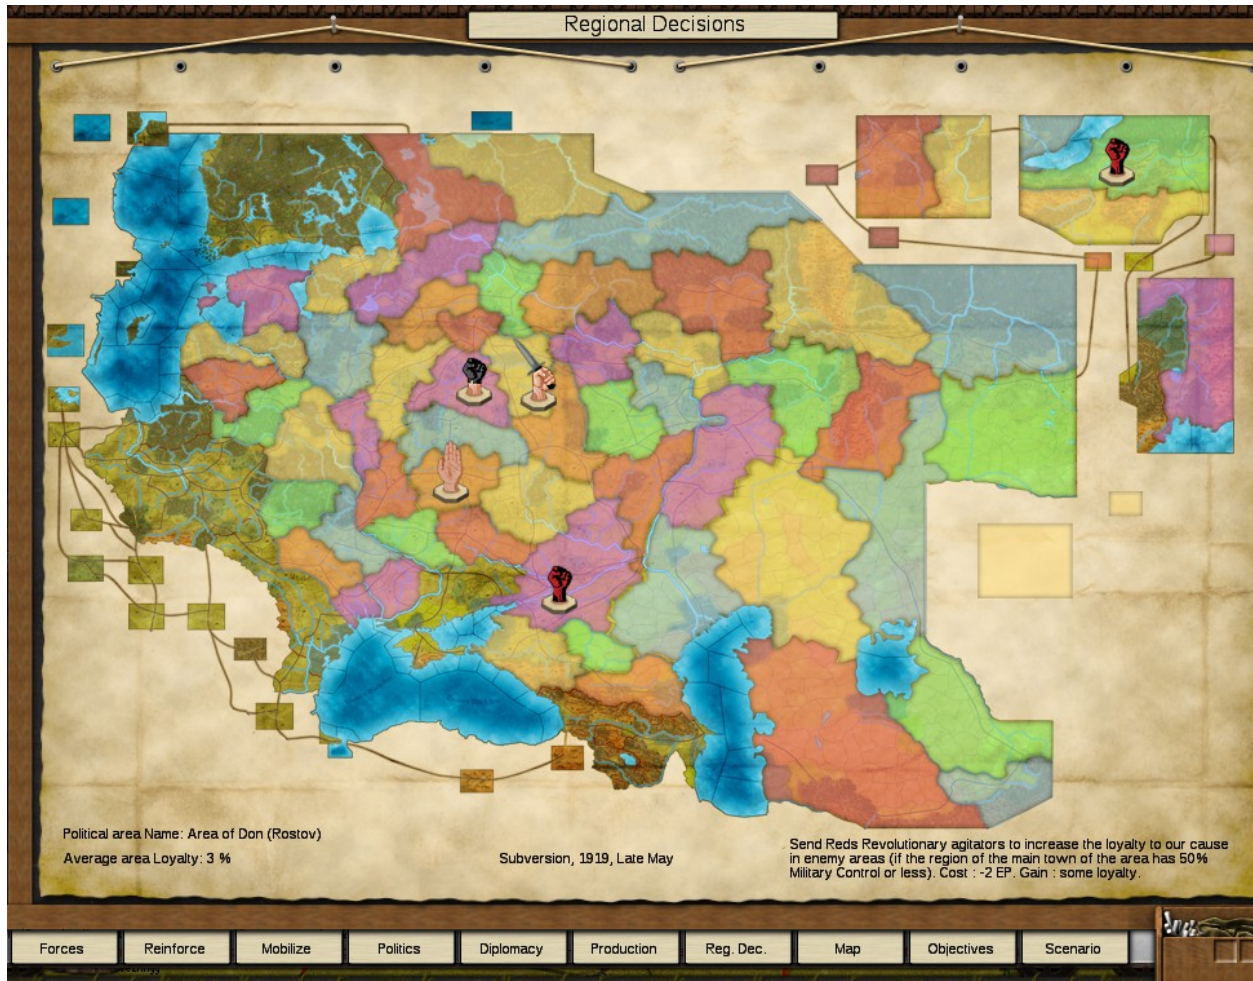 Regional Decisions
Political area Name: Area of Don (Rostov)
Average area Loyalty: 3 %
Subversion, 1919, Late May
Send Reds Revolutionary agitators to increase the loyalty to our cause
in enemy areas (if the region of the main town of the area has 50%
Military Control or less). Cost : -2 EP. Gain : some loyalty.
Forces
Reinforce
Mobilize
Politics
Diplomacy
Production
Reg. Dec.
Map
Objectives
Scenario